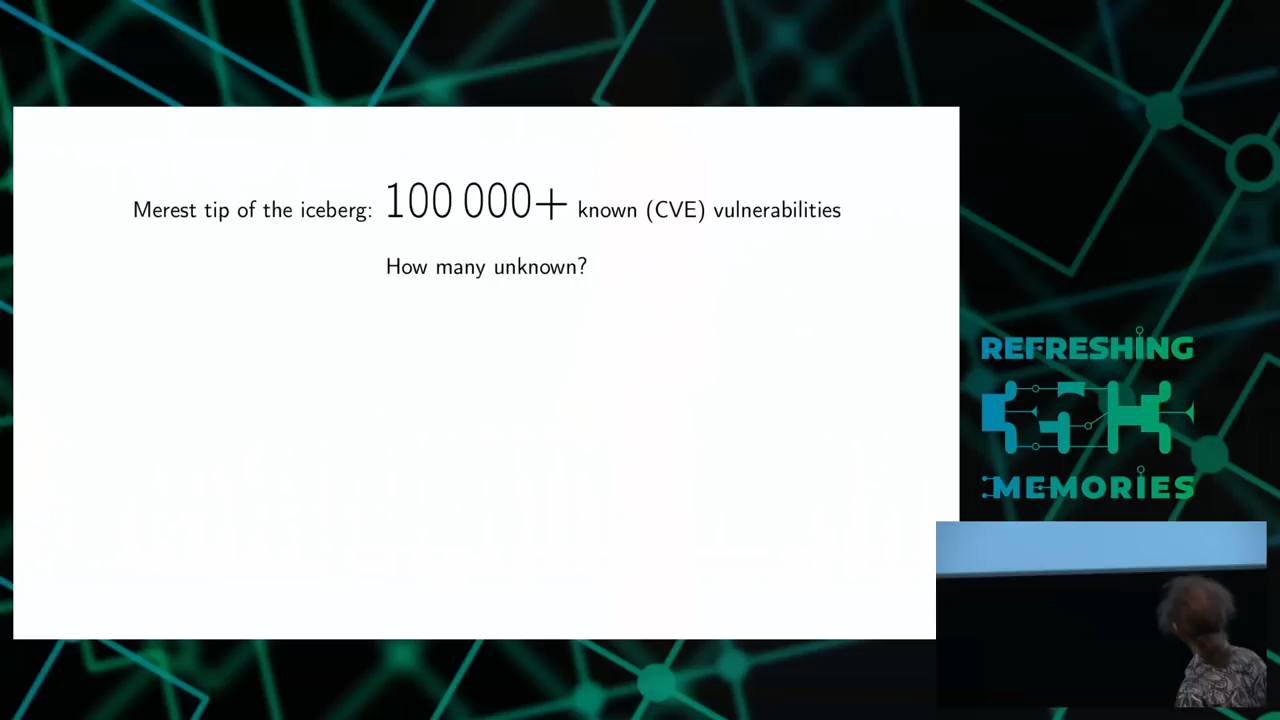 Merest tip of the iceberg: 100 000+ known (CVE) vulnerabilities
How many unknown?
REFRESHING
MEMORIES